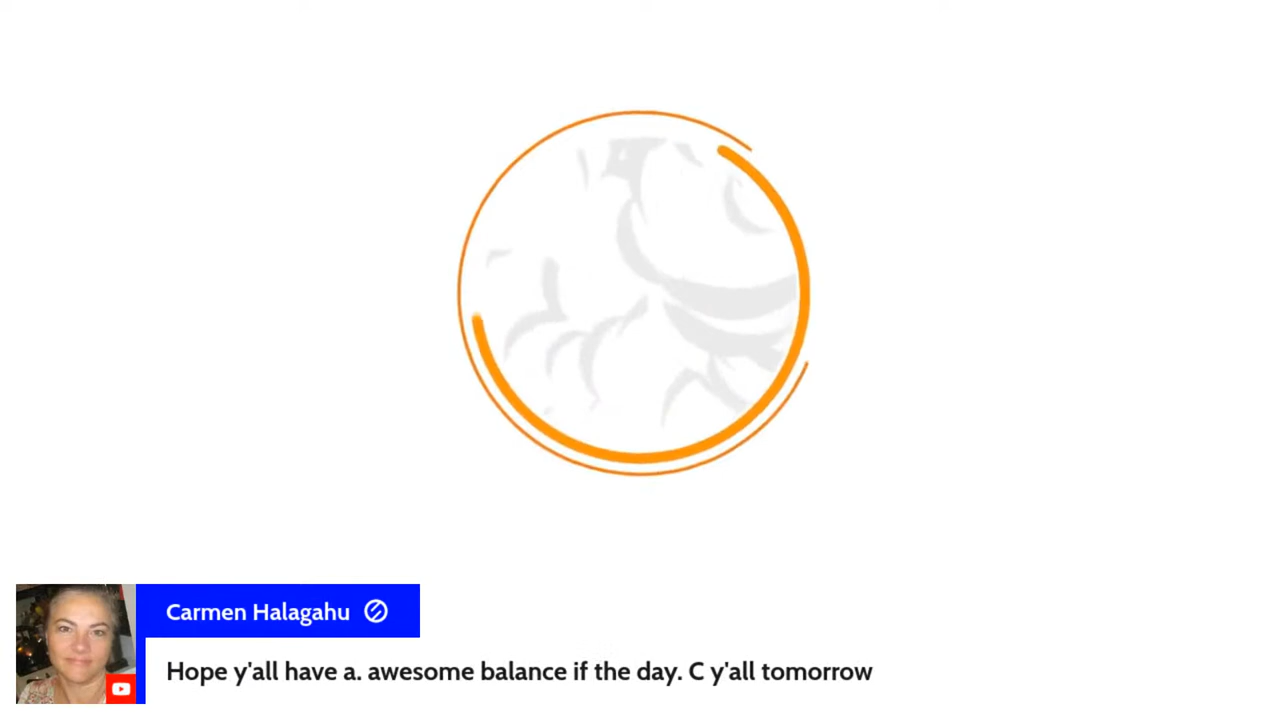 Carmen Halagahu
Hope y'all have a. awesome balance if the day. C y'all tomorrow